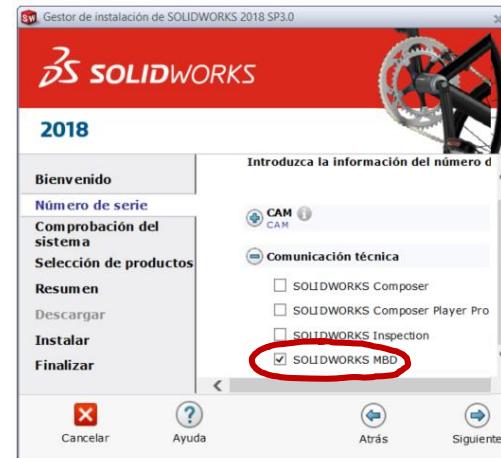 Gestor de instalación de SOLIDWORKS 2018 SP3.0
SOLIDWORKS
2018
Introduzca la información del número d
Bienvenido
Número de serie
Comprobación del
sistema
Selección de productos
Resumen
Descargar
Instalar
Finalizar
CAM
CAM
Comunicación técnica
SOLIDWORKS Composer
SOLIDWORKS Composer Player Pro
SOLIDWORKS Inspection
SOLIDWORKS MBD
Cancelar
Ayuda
Atrás
Siguiente